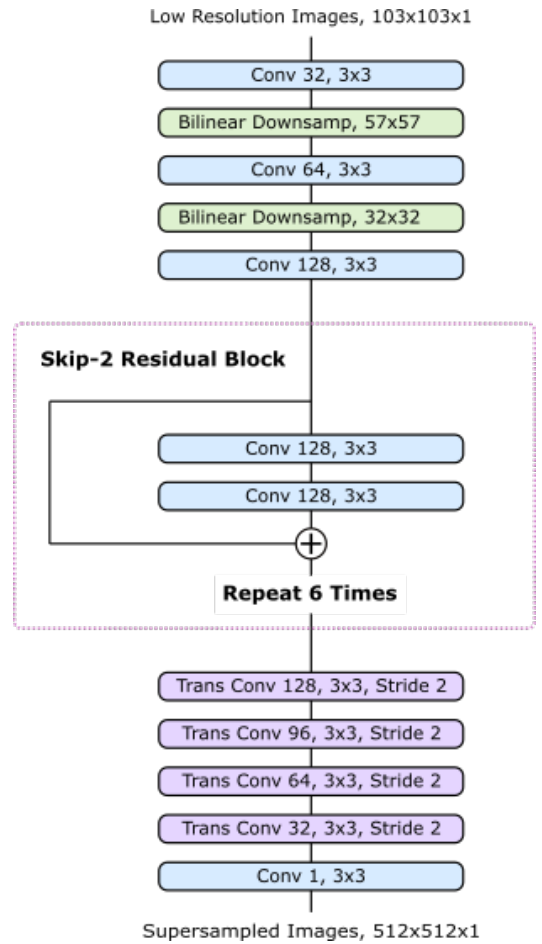 Low Resolution Images, 103x103x1
Conv 32, 3x3
Bilinear Downsamp, 57x57
Conv 64, 3x3
Bilinear Downsamp, 32x32
Conv 128, 3x3
Skip-2 Residual Block
Conv 128, 3x3
Conv 128, 3x3
+
Repeat 6 Times
Trans Conv 128, 3x3, Stride 2
Trans Conv 96, 3x3, Stride 2
Trans Conv 64, 3x3, Stride 2
Trans Conv 32, 3x3, Stride 2
Conv 1, 3x3
Supersampled Images, 512x512x1